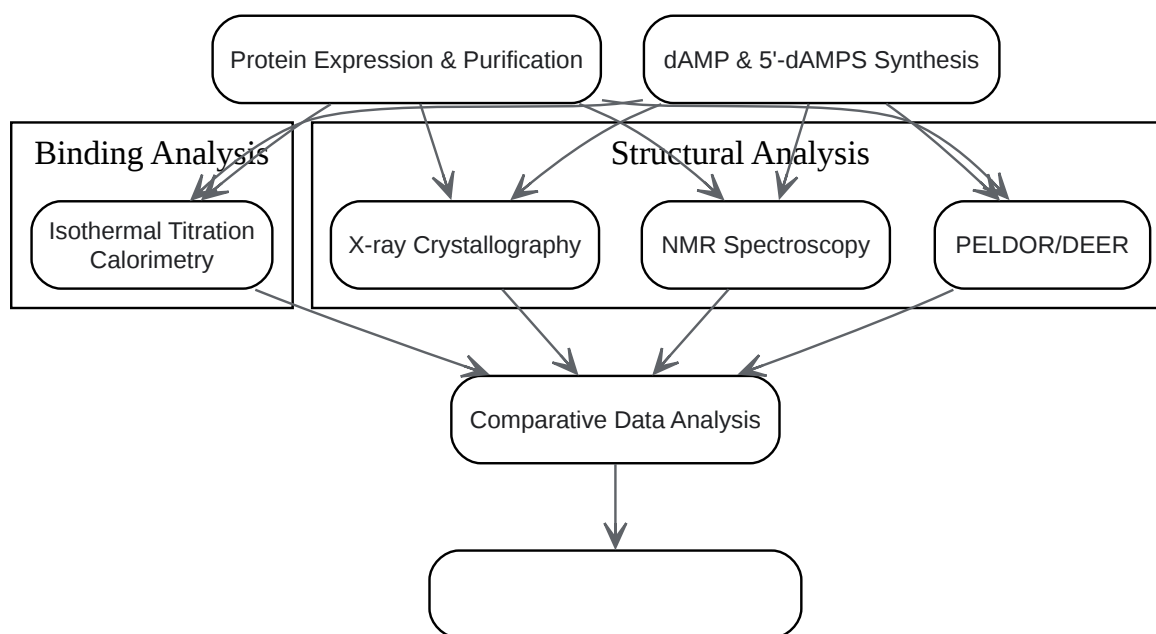 Protein Expression & Purification
dAMP & 5'-dAMPS Synthesis
Binding Analysis
Structural Analysis
Isothermal Titration
Calorimetry
X-ray Crystallography
NMR Spectroscopy
PELDOR/DEER
Comparative Data Analysis